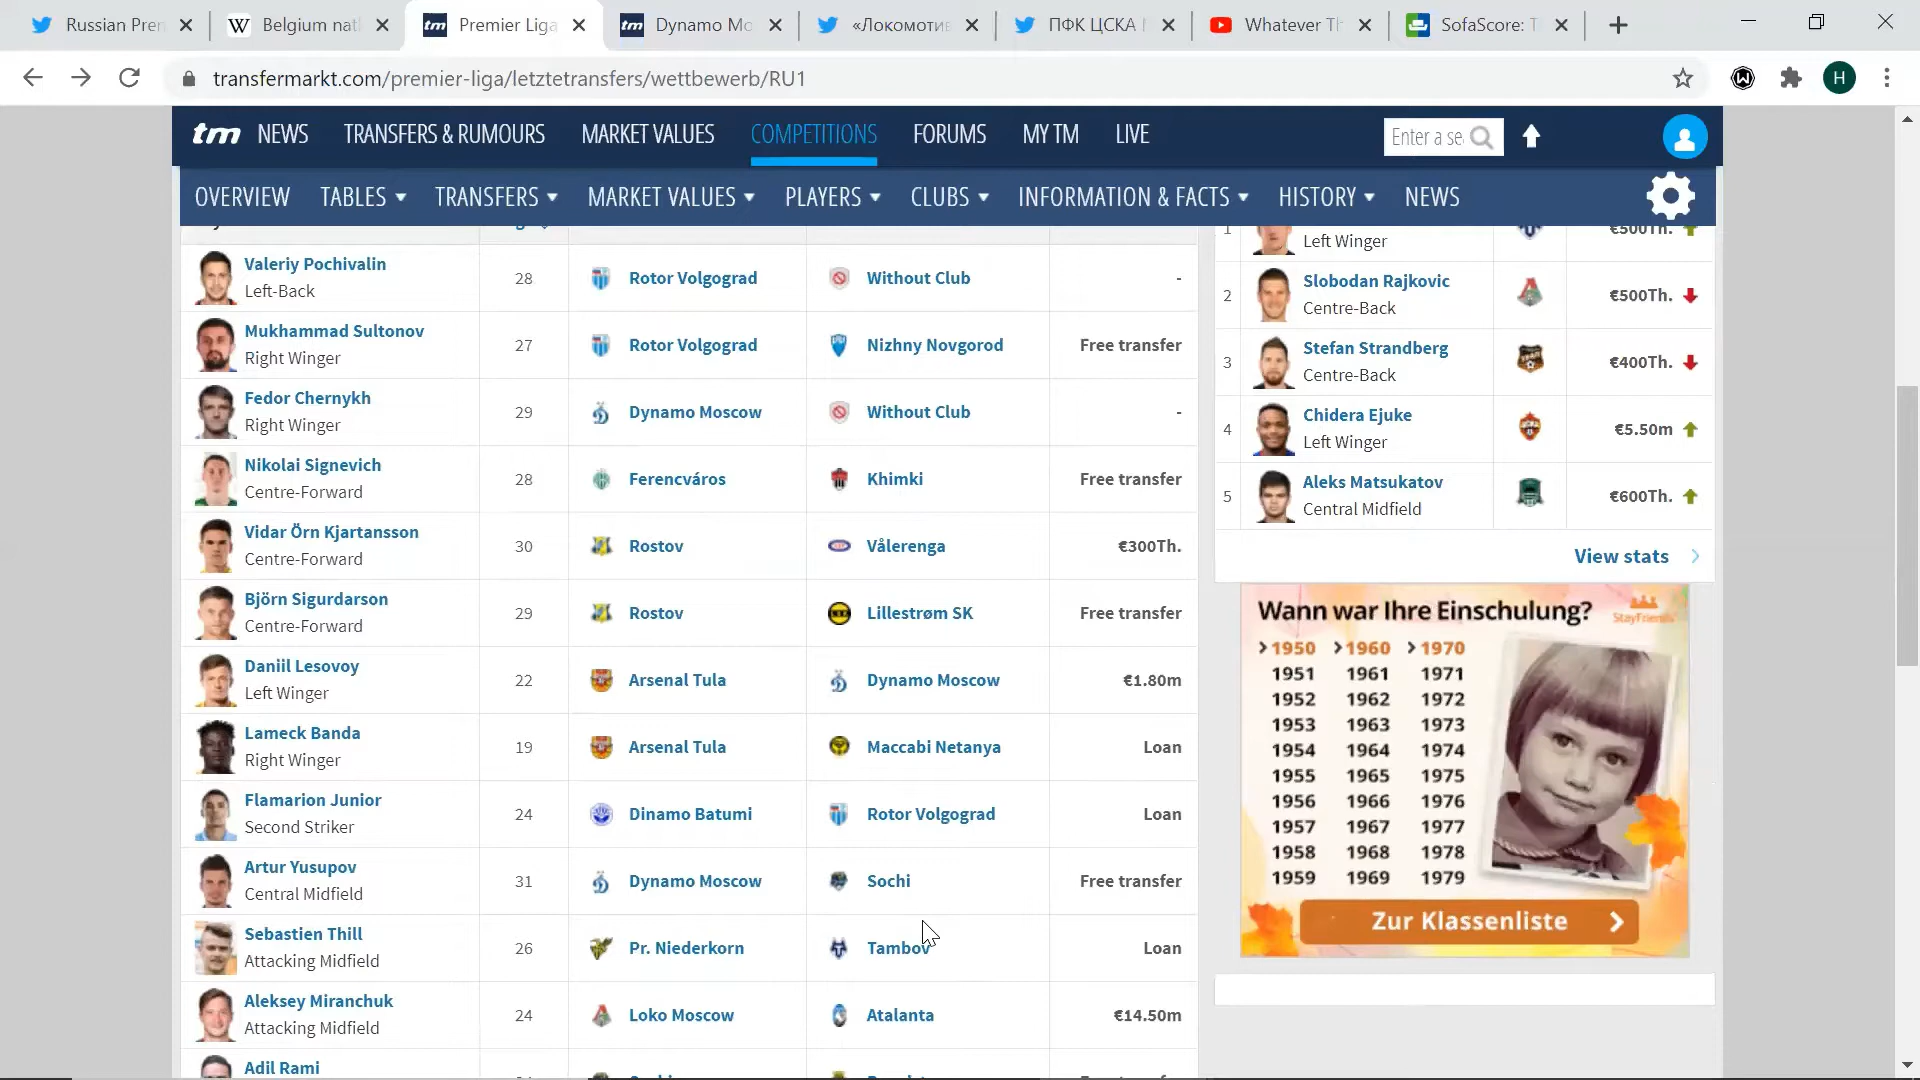 Russian Pren
Belgium nati
Premier Liga
Dynamo Mo
«Локомотив
ПФК ЦСКА
Whatever Th
SofaScore: T
transfermarkt.com/premier-liga/letztetransfers/wettbewerb/RU1
H
tm NEWS TRANSFERS & RUMOURS MARKET VALUES COMPETITIONS FORUMS MY TM LIVE Enter a se
OVERVIEW TABLES TRANSFERS MARKET VALUES PLAYERS CLUBS INFORMATION & FACTS HISTORY NEWS
Valeriy Pochivalin 28 Rotor Volgograd Without Club -
Left-Back
Mukhammad Sultonov 27 Rotor Volgograd Nizhny Novgorod Free transfer
Right Winger
Fedor Chernykh 29 Dynamo Moscow Without Club -
Right Winger
Nikolai Signevich 28 Ferencváros Khimki Free transfer
Centre-Forward
Vidar Örn Kjartansson 30 Rostov Vålerenga €300Th.
Centre-Forward
Björn Sigurdarson 29 Rostov Lillestrøm SK Free transfer
Centre-Forward
Daniil Lesovoy 22 Arsenal Tula Dynamo Moscow €1.80m
Left Winger
Lameck Banda 19 Arsenal Tula Maccabi Netanya Loan
Right Winger
Flamarion Junior 24 Dinamo Batumi Rotor Volgograd Loan
Second Striker
Artur Yusupov 31 Dynamo Moscow Sochi Free transfer
Central Midfield
Sebastien Thill 26 Pr. Niederkorn Tambov Loan
Attacking Midfield
Aleksey Miranchuk 24 Loko Moscow Atalanta €14.50m
Attacking Midfield
Adil Rami
1 Left Winger €500Th.
2 Slobodan Rajkovic €500Th.
Centre-Back
3 Stefan Strandberg €400Th.
Centre-Back
4 Chidera Ejuke €5.50m
Left Winger
5 Aleks Matsukatov €600Th.
Central Midfield
View stats
Wann war Ihre Einschulung?
StayFriends
1950 1960 1970
1951 1961 1971
1952 1962 1972
1953 1963 1973
1954 1964 1974
1955 1965 1975
1956 1966 1976
1957 1967 1977
1958 1968 1978
1959 1969 1979
Zur Klassenliste